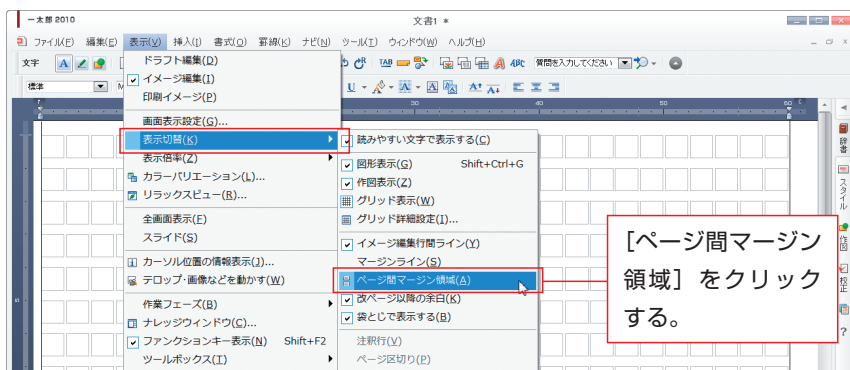 一太郎 2010
文書1 *
ファイル(F) 編集(E) 表示(V) 挿入(I) 書式(O) 罫線(K) ナビ(N) ツール(T) ウィンドウ(W) ヘルプ(H)
文字
ABC 質問を入力してください
標準
30 40 50 60
ドラフト編集(D)
イメージ編集(I)
印刷イメージ(P)
画面表示設定(G)...
表示切替(K)
表示倍率(Z)
カラーバリエーション(L)...
リラックスビュー(R)...
全画面表示(F)
スライド(S)
カーソル位置の情報表示(J)...
テロップ・画像などを動かす(W)
作業フェーズ(B)
ナレッジウィンドウ(C)...
ファンクションキー表示(N) Shift+F2
ツールボックス(T)
読みやすい文字で表示する(C)
図形表示(G) Shift+Ctrl+G
作図表示(Z)
グリッド表示(W)
グリッド詳細設定(I)...
イメージ編集行間ライン(Y)
マージンライン(S)
ページ間マージン領域(A)
改ページ以降の余白(K)
袋とじで表示する(B)
注釈行(V)
ページ区切り(P)
[ページ間マージン
領域]をクリック
する。
辞書
スタイル
作図
校正